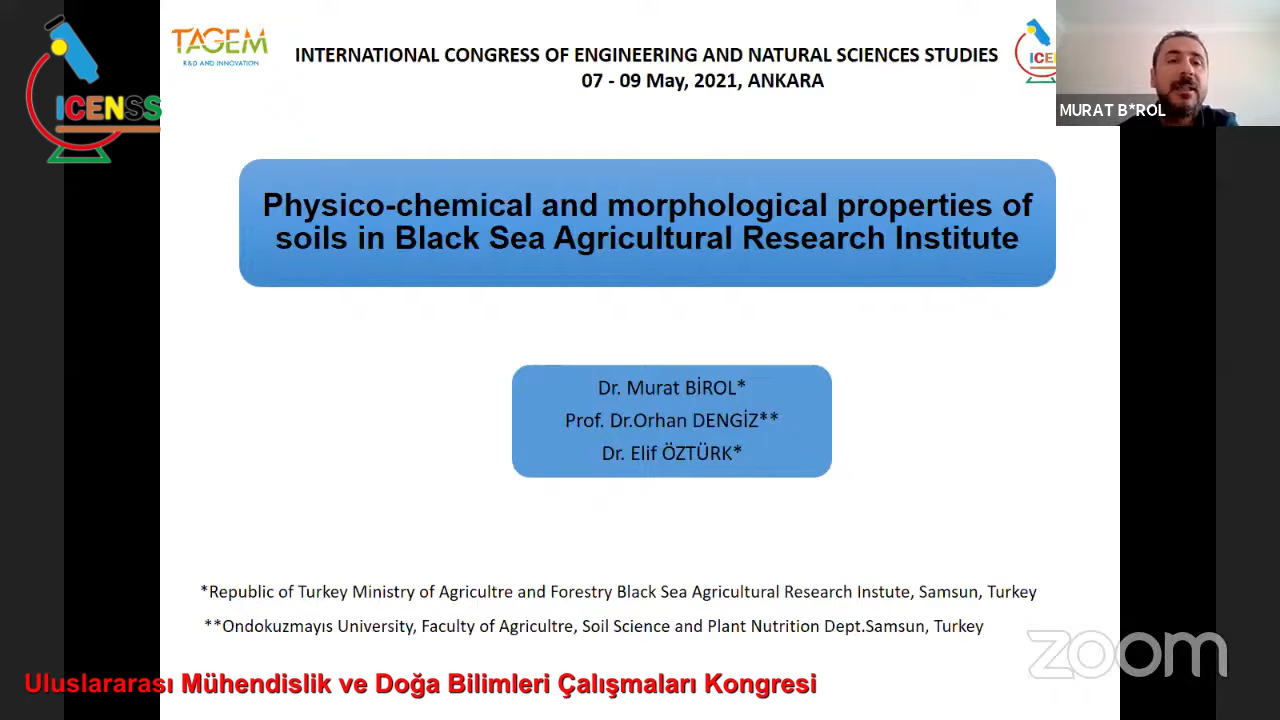 TAGEM
R&D AND INNOVATION
INTERNATIONAL CONGRESS OF ENGINEERING AND NATURAL SCIENCES STUDIES
07 - 09 May, 2021, ANKARA
ICENSS
ICE
MURAT B*ROL
Physico-chemical and morphological properties of
soils in Black Sea Agricultural Research Institute
Dr. Murat BİROL*
Prof. Dr.Orhan DENGİZ**
Dr. Elif ÖZTÜRK*
*Republic of Turkey Ministry of Agricultre and Forestry Black Sea Agricultural Research Instute, Samsun, Turkey
**Ondokuzmayıs University, Faculty of Agricultre, Soil Science and Plant Nutrition Dept.Samsun, Turkey
zoom
Uluslararası Mühendislik ve Doğa Bilimleri Çalışmaları Kongresi